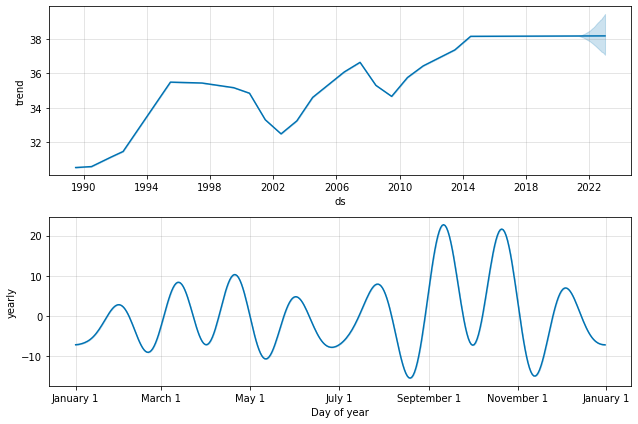 38
36
34
32
trend
1990 1994 1998 2002 2006 2010 2014 2018 2022
ds
20
10
0
−10
yearly
January 1 March 1 May 1 July 1 September 1 November 1 January 1
Day of year